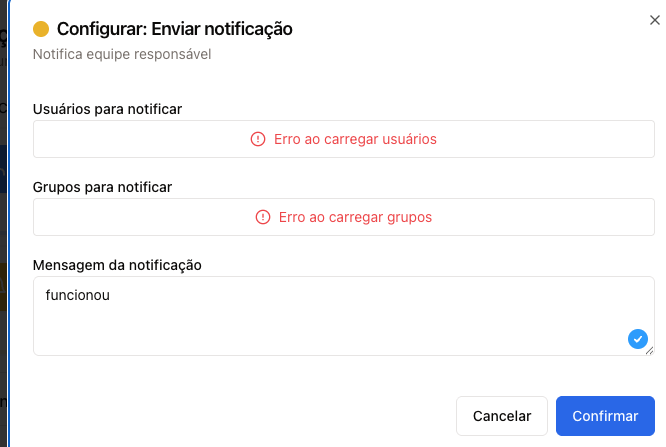 Configurar: Enviar notificação
Notifica equipe responsável
Usuários para notificar
Erro ao carregar usuários
Grupos para notificar
Erro ao carregar grupos
Mensagem da notificação
funcionou
Cancelar
Confirmar